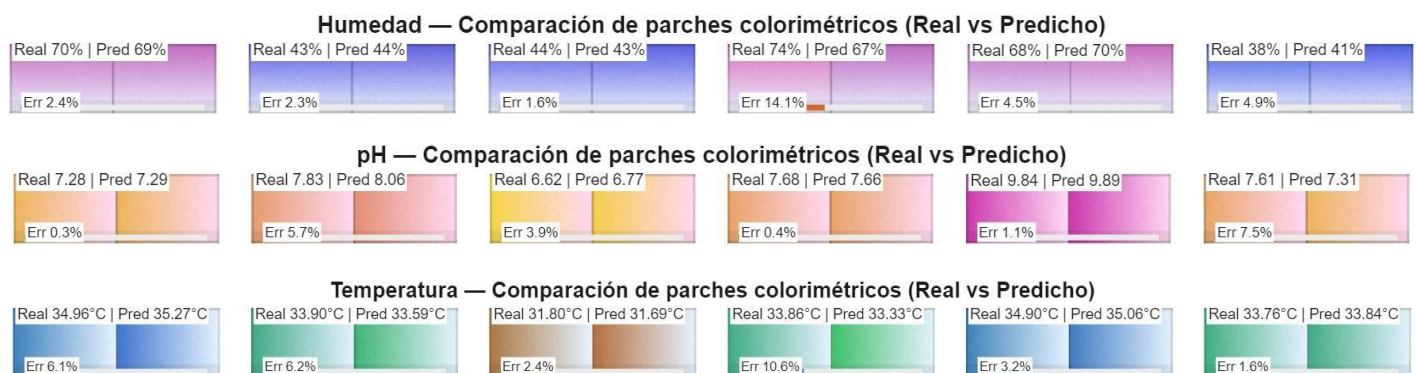 Humedad — Comparación de parches colorimétricos (Real vs Predicho)
Real 70% | Pred 69% Real 43% | Pred 44% Real 44% | Pred 43% Real 74% | Pred 67% Real 68% | Pred 70% Real 38% | Pred 41%
Err 2.4% Err 2.3% Err 1.6% Err 14.1% Err 4.5% Err 4.9%
pH — Comparación de parches colorimétricos (Real vs Predicho)
Real 7.28 | Pred 7.29 Real 7.83 | Pred 8.06 Real 6.62 | Pred 6.77 Real 7.68 | Pred 7.66 Real 9.84 | Pred 9.89 Real 7.61 | Pred 7.31
Err 0.3% Err 5.7% Err 3.9% Err 0.4% Err 1.1% Err 7.5%
Temperatura — Comparación de parches colorimétricos (Real vs Predicho)
Real 34.96°C | Pred 35.27°C Real 33.90°C | Pred 33.59°C Real 31.80°C | Pred 31.69°C Real 33.86°C | Pred 33.33°C Real 34.90°C | Pred 35.06°C Real 33.76°C | Pred 33.84°C
Err 6.1% Err 6.2% Err 2.4% Err 10.6% Err 3.2% Err 1.6%